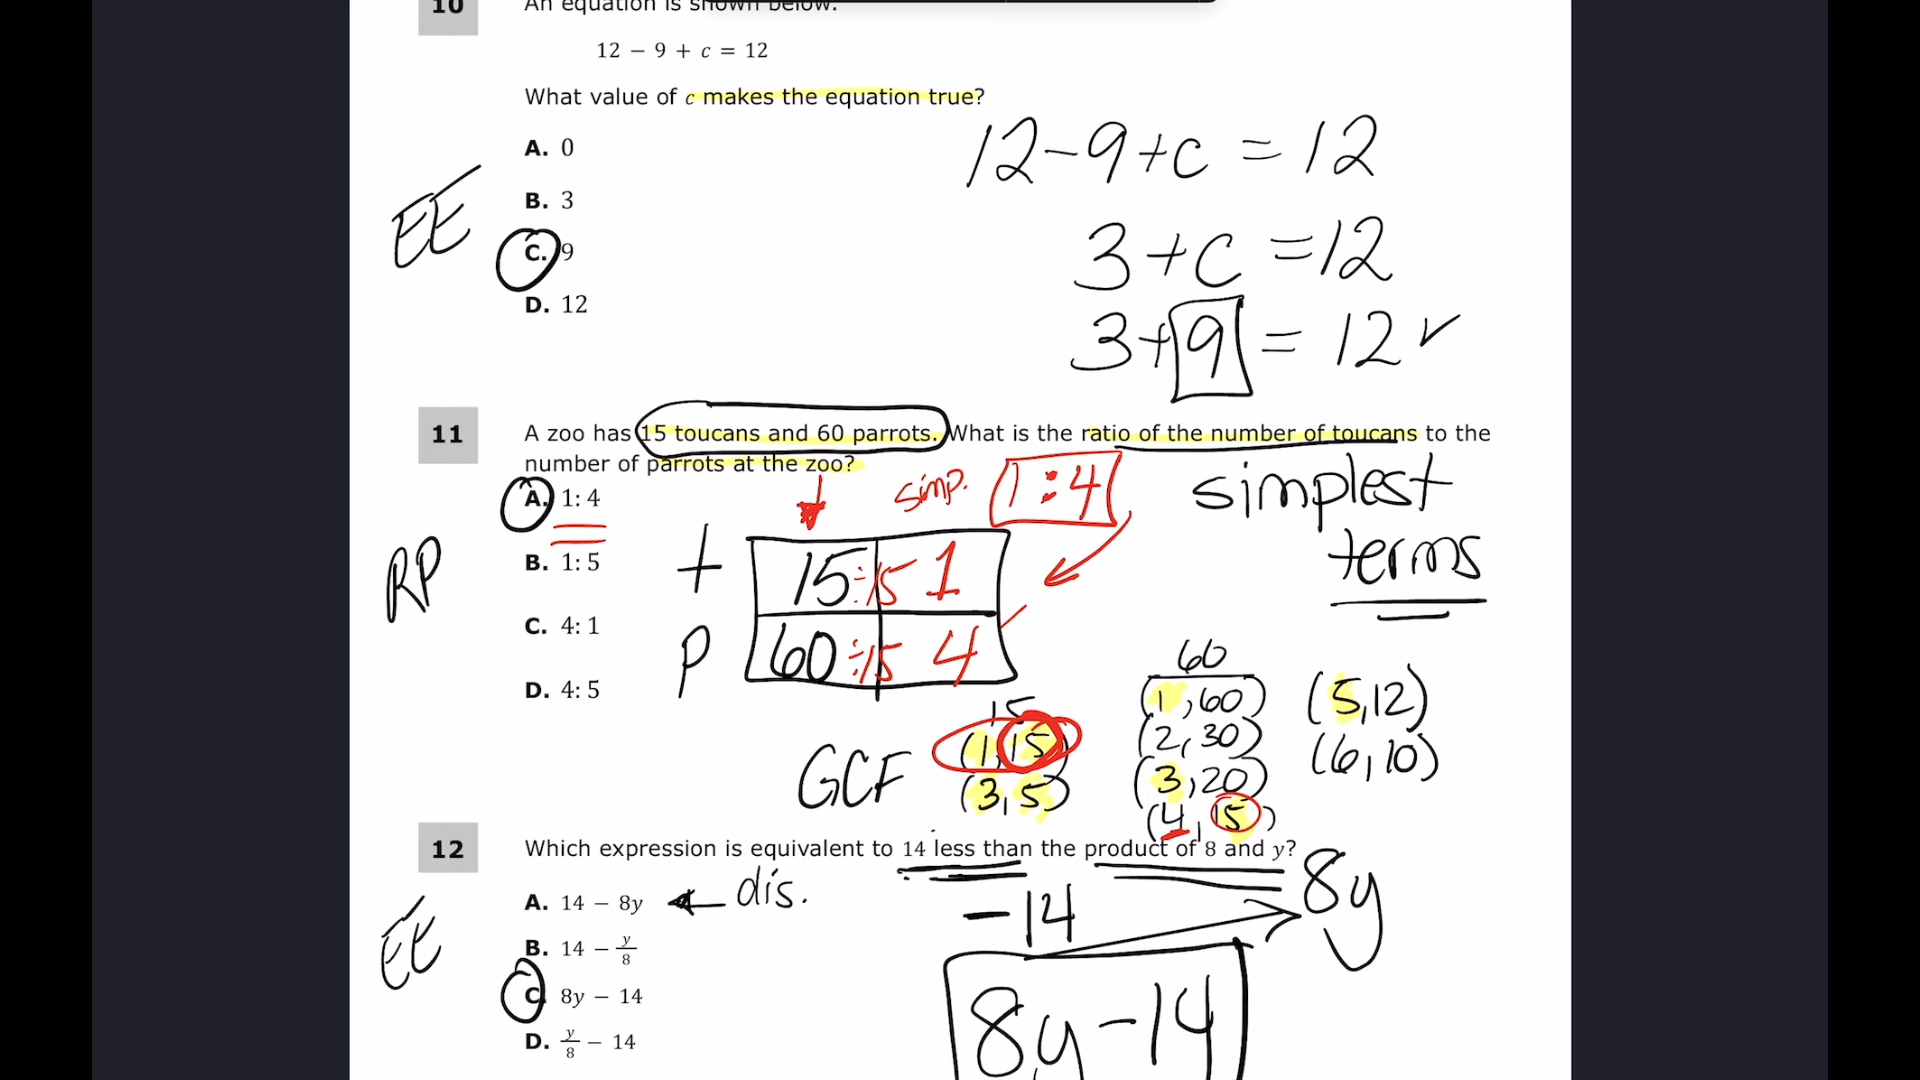 10 An equation is shown below.
12 − 9 + c = 12
What value of c makes the equation true?
12-9+c = 12
A. 0
EE
B. 3
3+c =12
C. 9
D. 12
3+9 = 12 ✓
11 A zoo has 15 toucans and 60 parrots. What is the ratio of the number of toucans to the
number of parrots at the zoo?
simp. 1:4
simplest
terms
A. 1: 4
RP
B. 1: 5
t 15 ÷15 1
C. 4: 1
P 60 ÷15 4
D. 4: 5
GCF
15
(1,15)
(3,5)
60
(1,60)
(2,30)
(3,20)
(4,15)
(5,12)
(6,10)
12 Which expression is equivalent to 14 less than the product of 8 and y?
A. 14 − 8y
dis.
-14
8y
EE
B. 14 − y/8
C. 8y − 14
8y-14
D. y/8 − 14